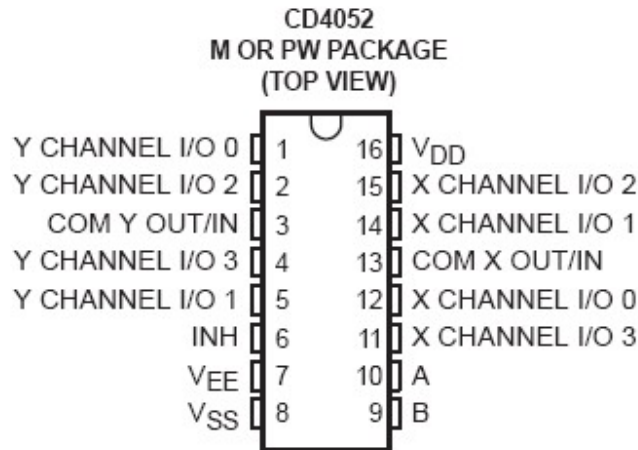 CD4052
M OR PW PACKAGE
(TOP VIEW)
Y CHANNEL I/O 0 1 16 VDD
Y CHANNEL I/O 2 2 15 X CHANNEL I/O 2
COM Y OUT/IN 3 14 X CHANNEL I/O 1
Y CHANNEL I/O 3 4 13 COM X OUT/IN
Y CHANNEL I/O 1 5 12 X CHANNEL I/O 0
INH 6 11 X CHANNEL I/O 3
VEE 7 10 A
VSS 8 9 B